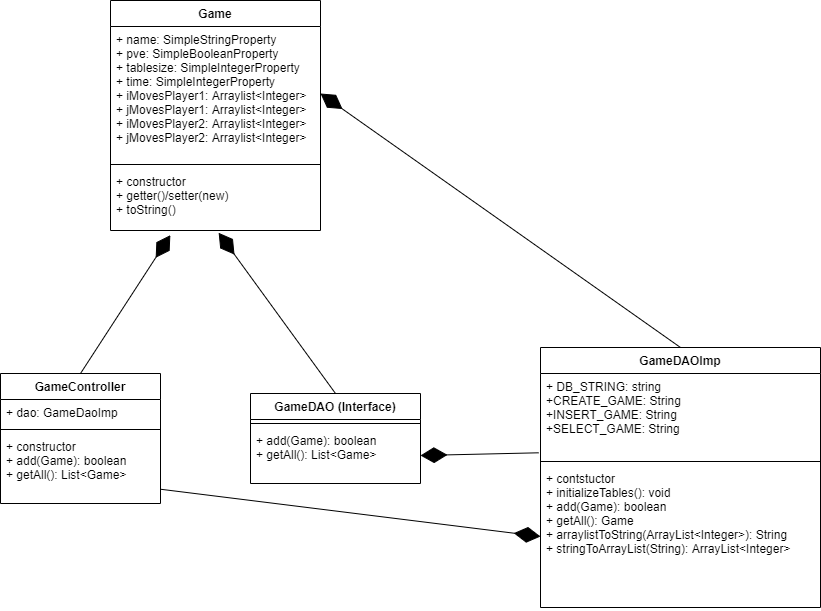 Game
+ name: SimpleStringProperty
+ pve: SimpleBooleanProperty
+ tablesize: SimpleIntegerProperty
+ time: SimpleIntegerProperty
+ iMovesPlayer1: Arraylist<Integer>
+ jMovesPlayer1: Arraylist<Integer>
+ iMovesPlayer2: Arraylist<Integer>
+ jMovesPlayer2: Arraylist<Integer>
+ constructor
+ getter()/setter(new)
+ toString()
GameController
+ dao: GameDaoImp
+ constructor
+ add(Game): boolean
+ getAll(): List<Game>
GameDAO (Interface)
+ add(Game): boolean
+ getAll(): List<Game>
GameDAOImp
+ DB_STRING: string
+CREATE_GAME: String
+INSERT_GAME: String
+SELECT_GAME: String
+ contstuctor
+ initializeTables(): void
+ add(Game): boolean
+ getAll(): Game
+ arraylistToString(ArrayList<Integer>): String
+ stringToArrayList(String): ArrayList<Integer>